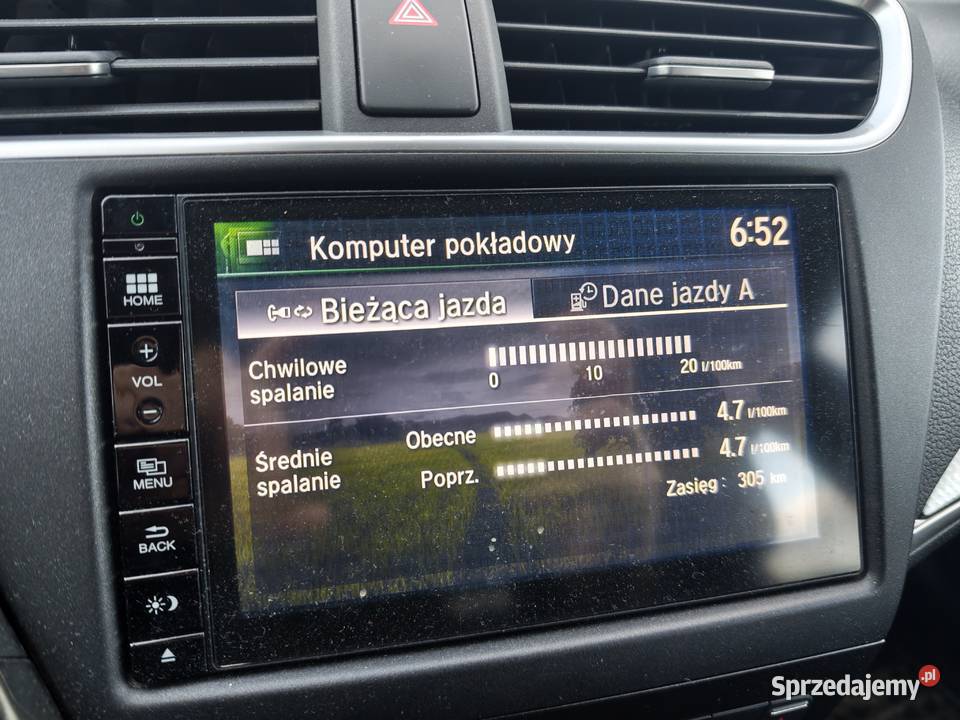 Komputer pokładowy
6:52
Bieżąca jazda
Dane jazdy A
HOME
VOL
MENU
BACK
Chwilowe
spalanie
0 10 20 l/100km
Średnie
spalanie
Obecne 4.7 l/100km
Poprz. 4.7 l/100km
Zasięg : 305 km
Sprzedajemy.pl